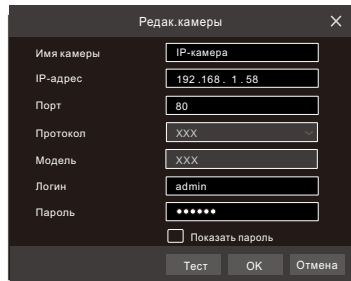 Редак.камеры
Имя камеры IP-камера
IP-адрес 192 .168 . 1 . 58
Порт 80
Протокол XXX
Модель XXX
Логин admin
Пароль ••••••
Показать пароль
Тест OK Отмена